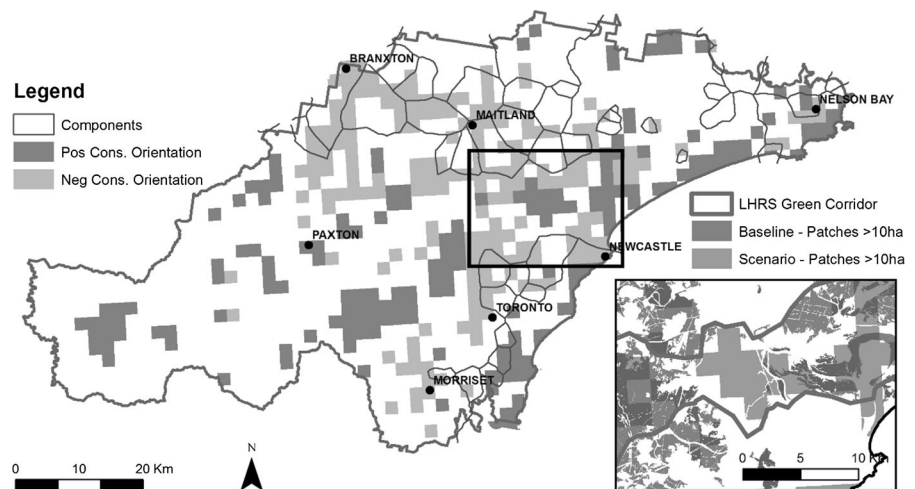 BRANXTON
Legend
NELSON BAY
Components
MAITLAND
Pos Cons. Orientation
Neg Cons. Orientation
LHRS Green Corridor
Baseline - Patches >10ha
PAXTON
NEWCASTLE
Scenario - Patches >10ha
TORONTO
MORRISET
N
0 10 20 Km
0 5 10 Km